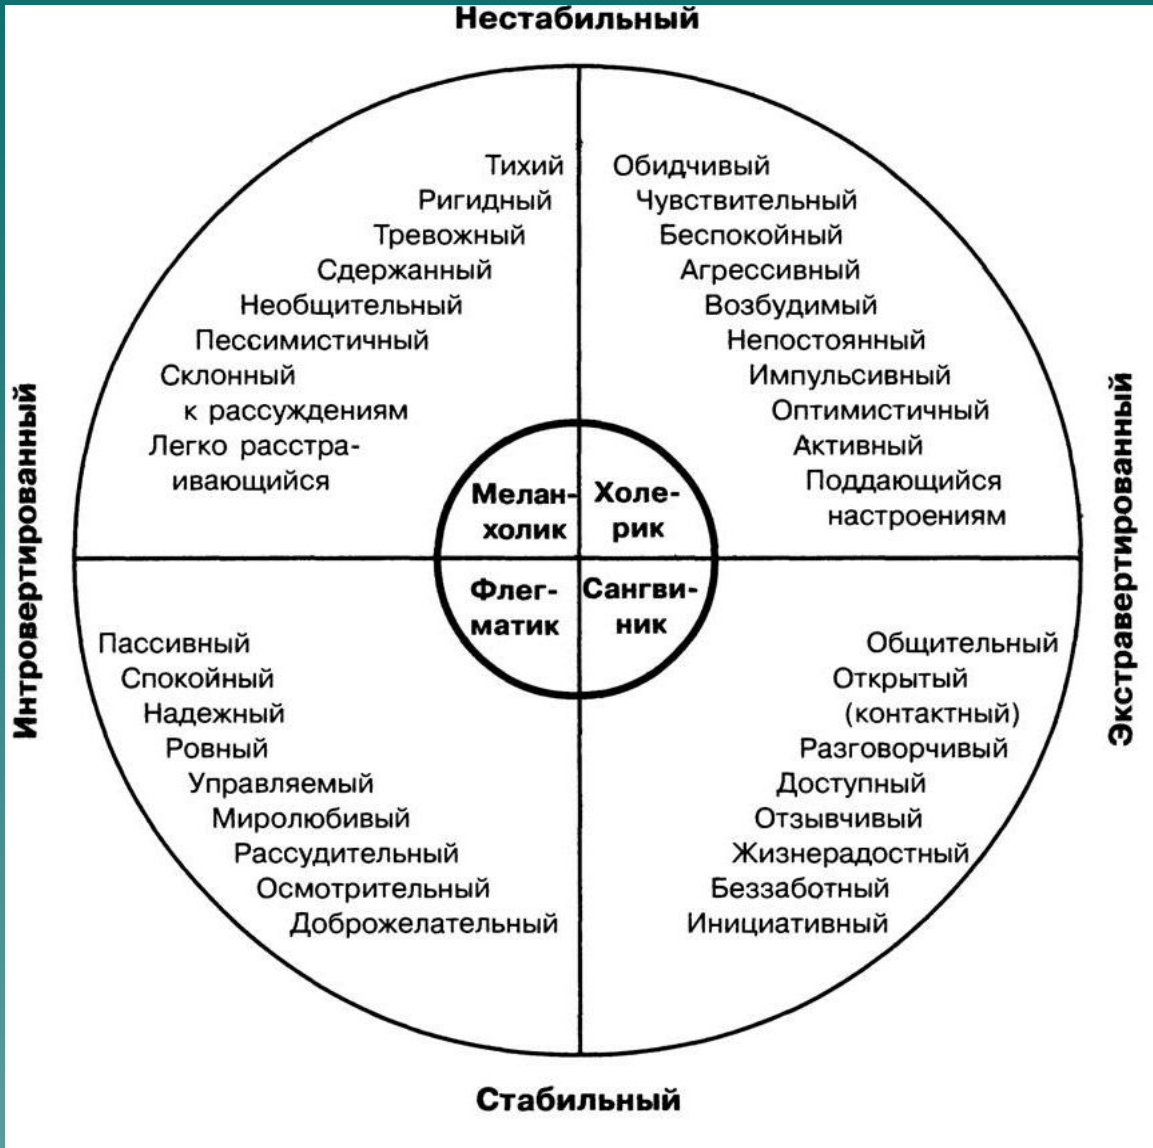 Нестабильный
Тихий
Ригидный
Тревожный
Сдержанный
Необщительный
Пессимистичный
Склонный
к рассуждениям
Легко расстра-
ивающийся
Обидчивый
Чувствительный
Беспокойный
Агрессивный
Возбудимый
Непостоянный
Импульсивный
Оптимистичный
Активный
Поддающийся
настроениям
Интровертированный
Экстравертированный
Мелан-
холик
Холе-
рик
Флег-
матик
Сангви-
ник
Пассивный
Спокойный
Надежный
Ровный
Управляемый
Миролюбивый
Рассудительный
Осмотрительный
Доброжелательный
Общительный
Открытый
(контактный)
Разговорчивый
Доступный
Отзывчивый
Жизнерадостный
Беззаботный
Инициативный
Стабильный